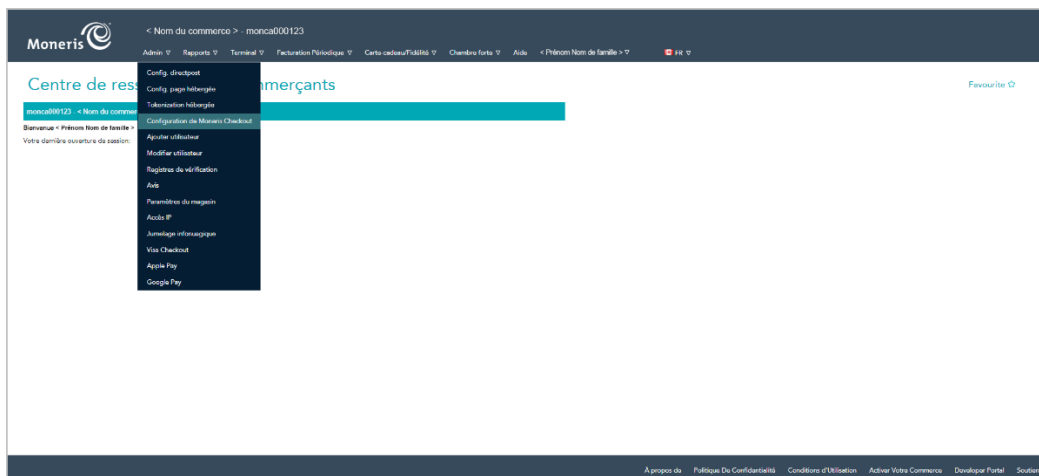 Moneris
< Nom du commerce > - monca000123
Admin Rapports Terminal Facturation Périodique Carte cadeau/Fidélité Chambre forte Aide < Prénom Nom de famille > FR
Centre de ress mmerçants
Favourite
monca000123 < Nom du commer
Bienvenue < Prénom Nom de famille >
Votre dernière ouverture de session:
Config. directpost
Config. page hébergée
Tokenization hébergée
Configuration de Moneris Checkout
Ajouter utilisateur
Modifier utilisateur
Registres de vérification
Avis
Paramètres du magasin
Accès IP
Jumelage infonuagique
Visa Checkout
Apple Pay
Google Pay
À propos de Politique De Confidentialité Conditions d'Utilisation Activer Votre Commerce Developer Portal Soutien